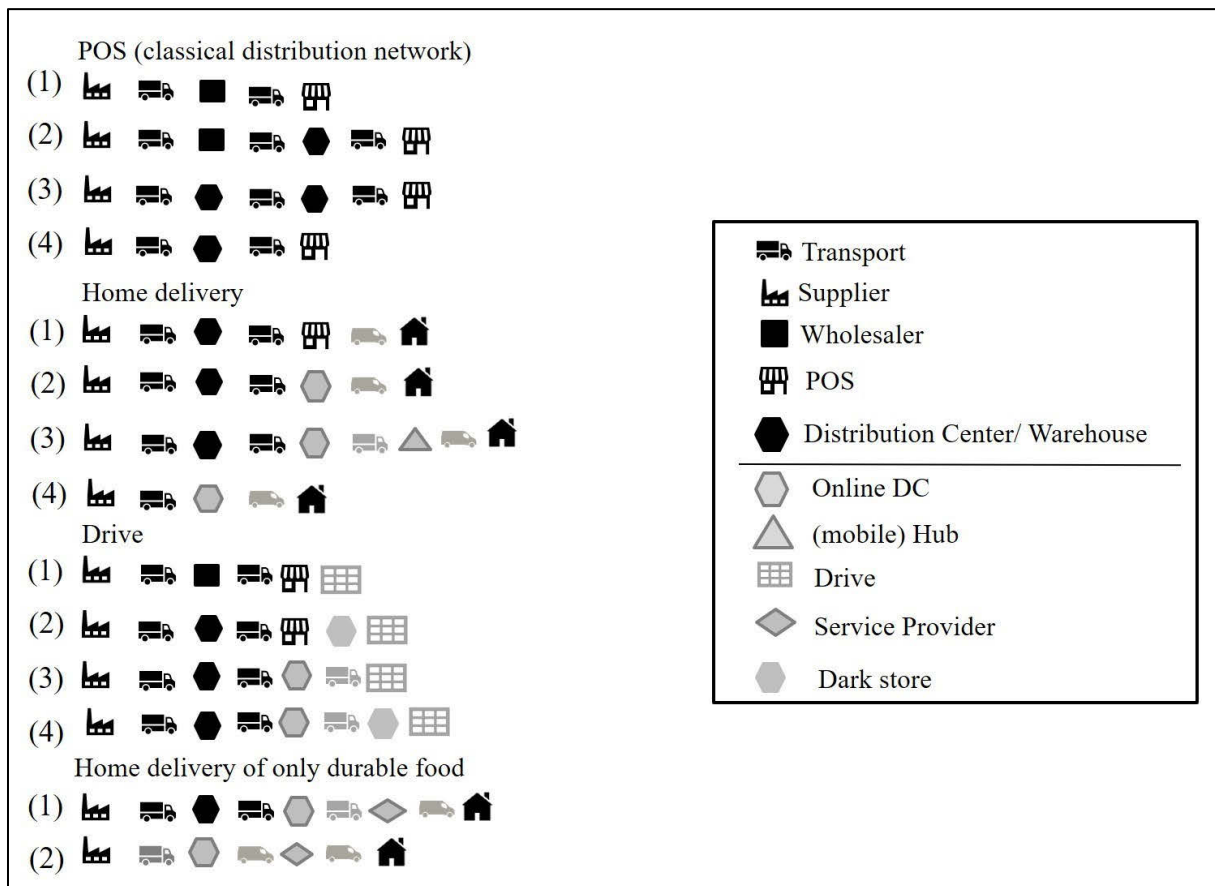 POS (classical distribution network)
(1)
(2)
(3)
(4)
Home delivery
(1)
(2)
(3)
(4)
Drive
(1)
(2)
(3)
(4)
Home delivery of only durable food
(1)
(2)
Transport
Supplier
Wholesaler
POS
Distribution Center/ Warehouse
Online DC
(mobile) Hub
Drive
Service Provider
Dark store